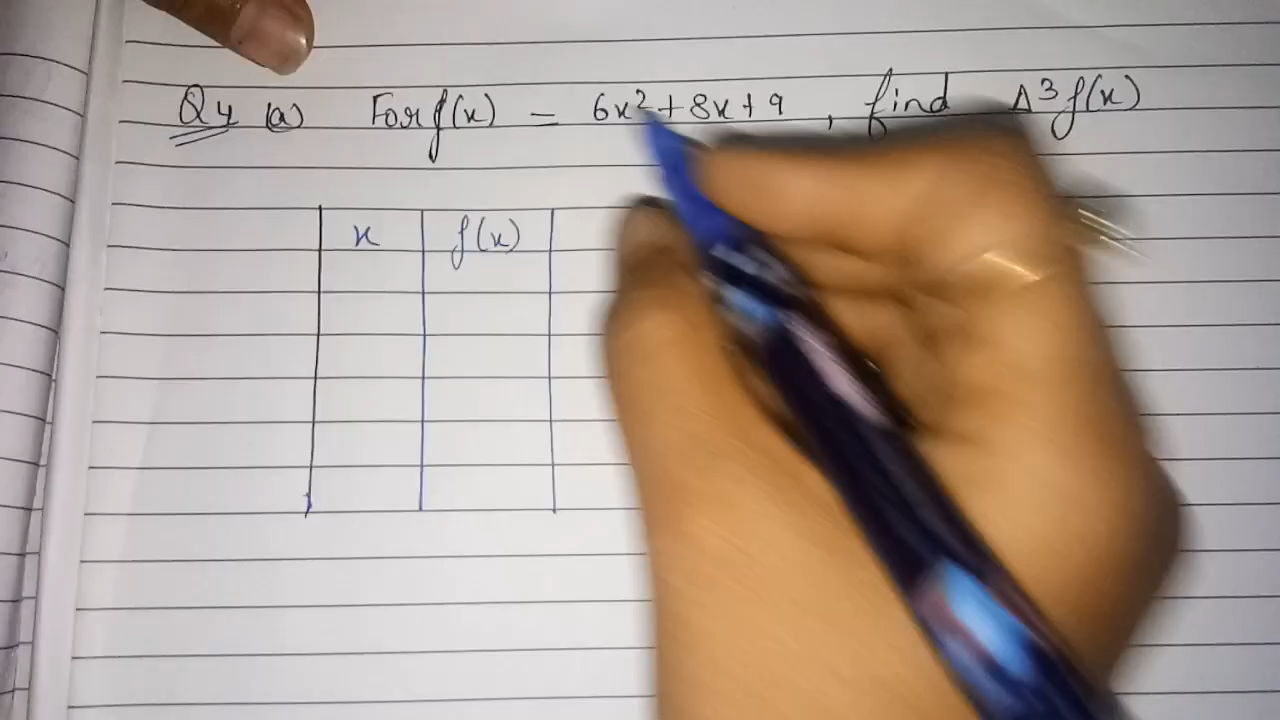 Q4 (a) For f(x) = 6x²+8x+9, find Δ³f(x)
x f(x)